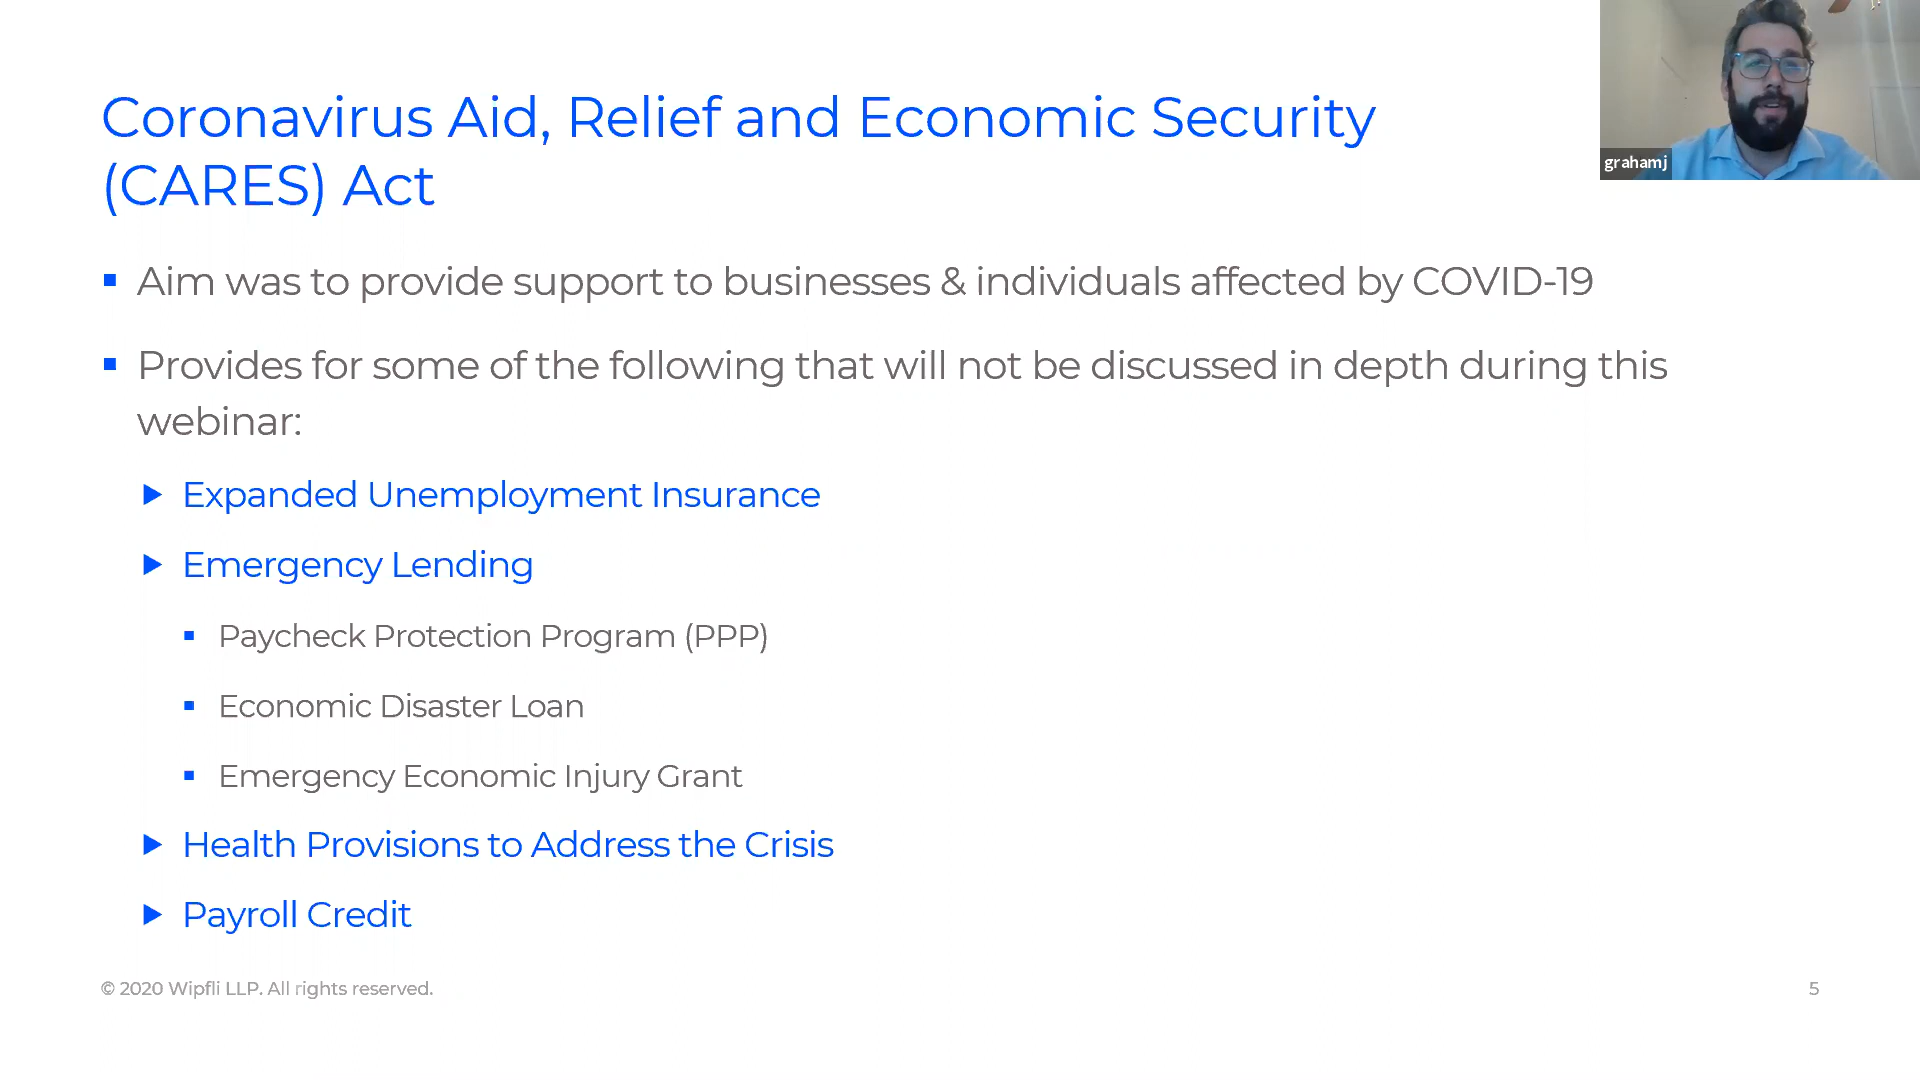 Coronavirus Aid, Relief and Economic Security
(CARES) Act
grahamj
▪ Aim was to provide support to businesses & individuals affected by COVID-19
▪ Provides for some of the following that will not be discussed in depth during this
webinar:
▶ Expanded Unemployment Insurance
▶ Emergency Lending
▪ Paycheck Protection Program (PPP)
▪ Economic Disaster Loan
▪ Emergency Economic Injury Grant
▶ Health Provisions to Address the Crisis
▶ Payroll Credit
© 2020 Wipfli LLP. All rights reserved.
5